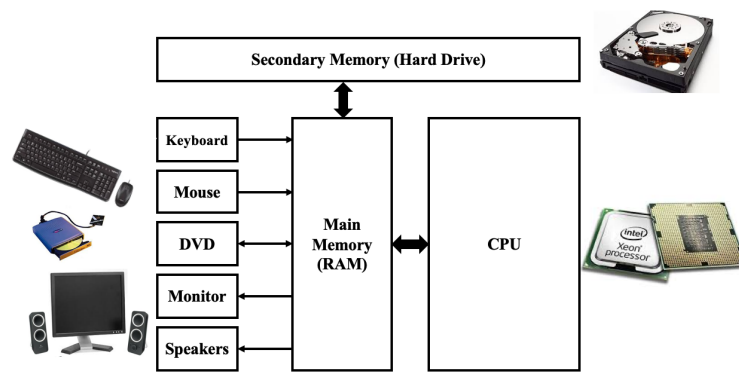 Secondary Memory (Hard Drive)
Keyboard
Mouse
DVD
Monitor
Speakers
Main
Memory
(RAM)
CPU
intel
Xeon®
processor